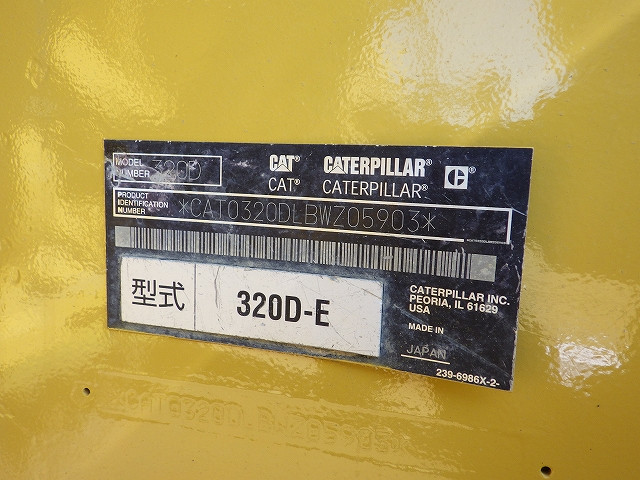 MODEL NUMBER 320D
CAT® CATERPILLAR® C
CAT® CATERPILLAR®
PRODUCT IDENTIFICATION NUMBER *CAT0320DLBWZ05903*
型式 320D-E
CATERPILLAR INC.
PEORIA, IL 61629
USA
MADE IN
JAPAN
239-6986X-2-